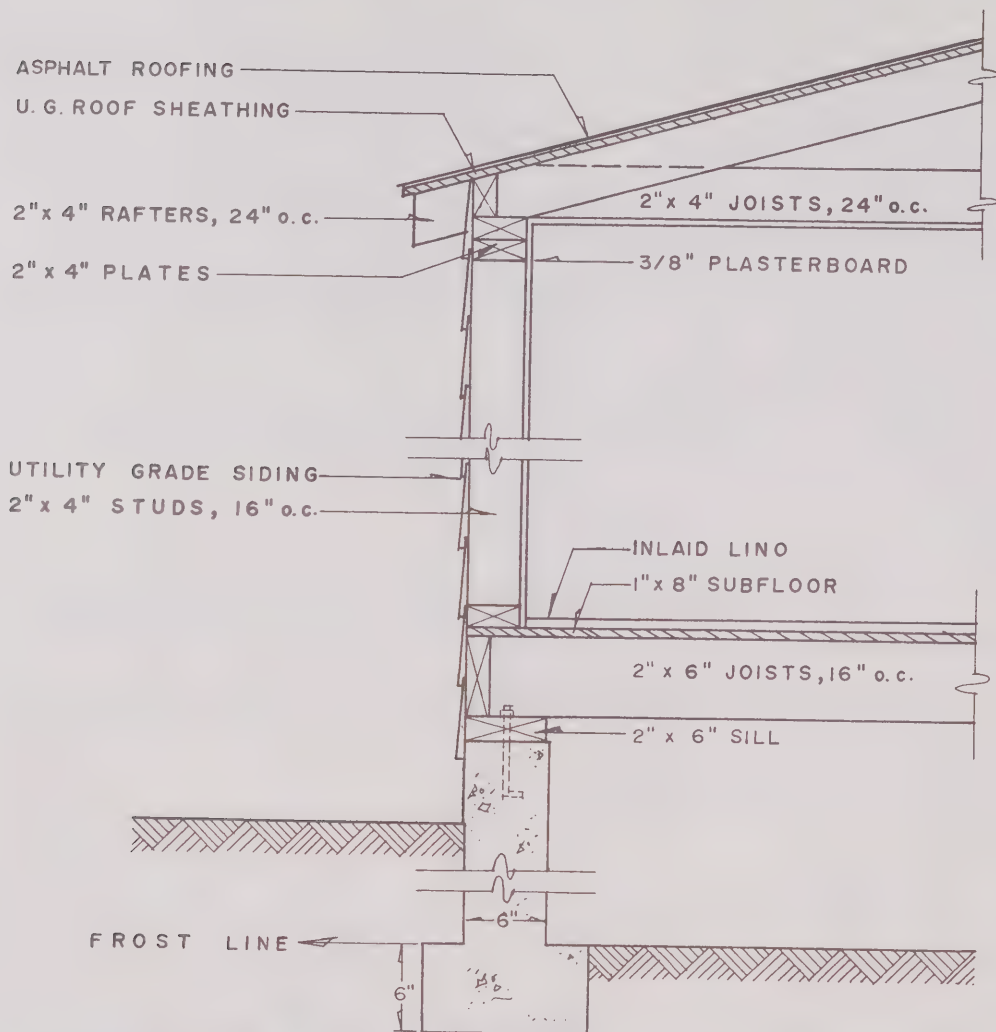 ASPHALT ROOFING
U.G. ROOF SHEATHING
2" x 4" RAFTERS, 24" o.c.
2" x 4" JOISTS, 24" o.c.
2" x 4" PLATES
3/8" PLASTERBOARD
UTILITY GRADE SIDING
2" x 4" STUDS, 16" o.c.
INLAID LINO
1" x 8" SUBFLOOR
2" x 6" JOISTS, 16" o.c.
2" x 6" SILL
6"
FROST LINE
6"